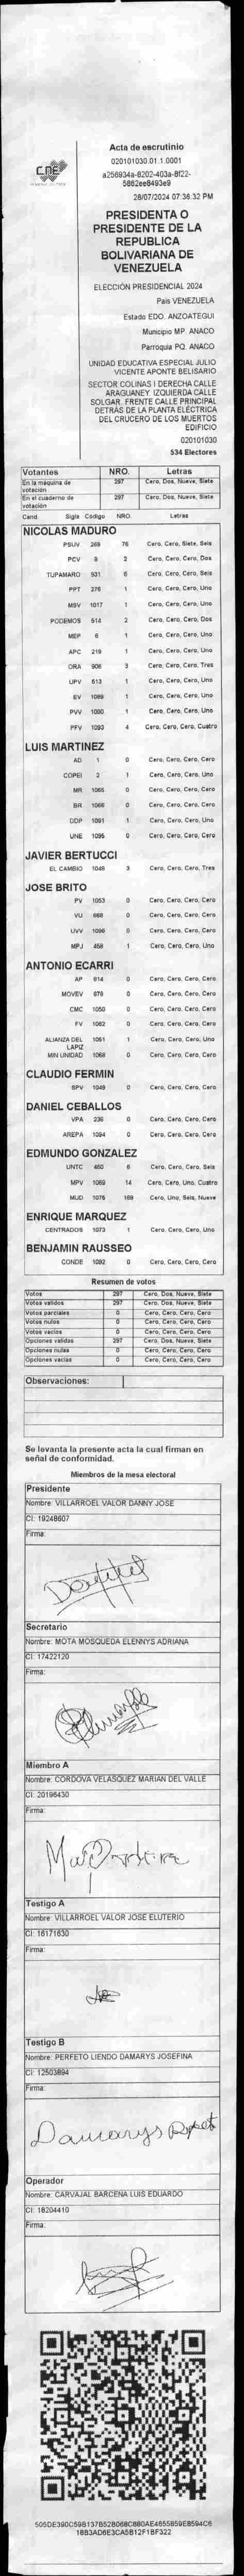 CNE
Acta de escrutinio
020101030.01.1.0001
a256934a-8202-403a-8f22-
5862ee8493e9
28/07/2024 07:36:32 PM
PRESIDENTA O
PRESIDENTE DE LA
REPUBLICA
BOLIVARIANA DE
VENEZUELA
ELECCIÓN PRESIDENCIAL 2024
Pais VENEZUELA
Estado EDO. ANZOATEGUI
Municipio MP. ANACO
Parroquia PQ. ANACO
UNIDAD EDUCATIVA ESPECIAL JULIO
VICENTE APONTE BELISARIO
SECTOR COLINAS I DERECHA CALLE
ARAGUANEY. IZQUIERDA CALLE
SOLGAR. FRENTE CALLE PRINCIPAL
DETRÁS DE LA PLANTA ELÉCTRICA
DEL CRUCERO DE LOS MUERTOS
EDIFICIO
020101030
534 Electores
Votantes NRO. Letras
En la maquina de votación 297 Cero, Dos, Nueve, Siete
En el cuaderno de votación 297 Cero, Dos, Nueve, Siete
Cand. Sigla Codigo NRO. Letras
NICOLAS MADURO
PSUV 269 76 Cero, Cero, Siete, Seis
PCV 9 2 Cero, Cero, Cero, Dos
TUPAMARO 931 6 Cero, Cero, Cero, Seis
PPT 276 1 Cero, Cero, Cero, Uno
MSV 1017 1 Cero, Cero, Cero, Uno
PODEMOS 514 2 Cero, Cero, Cero, Dos
MEP 6 1 Cero, Cero, Cero, Uno
APC 219 1 Cero, Cero, Cero, Uno
ORA 906 3 Cero, Cero, Cero, Tres
UPV 613 1 Cero, Cero, Cero, Uno
EV 1089 1 Cero, Cero, Cero, Uno
PVV 1090 1 Cero, Cero, Cero, Uno
PFV 1093 4 Cero, Cero, Cero, Cuatro
LUIS MARTINEZ
AD 1 0 Cero, Cero, Cero, Cero
COPEI 2 1 Cero, Cero, Cero, Uno
MR 1065 0 Cero, Cero, Cero, Cero
BR 1066 0 Cero, Cero, Cero, Cero
DDP 1091 1 Cero, Cero, Cero, Uno
UNE 1095 0 Cero, Cero, Cero, Cero
JAVIER BERTUCCI
EL CAMBIO 1048 3 Cero, Cero, Cero, Tres
JOSE BRITO
PV 1053 0 Cero, Cero, Cero, Cero
VU 668 0 Cero, Cero, Cero, Cero
UVV 1096 0 Cero, Cero, Cero, Cero
MPJ 458 1 Cero, Cero, Cero, Uno
ANTONIO ECARRI
AP 614 0 Cero, Cero, Cero, Cero
MOVEV 679 0 Cero, Cero, Cero, Cero
CMC 1050 0 Cero, Cero, Cero, Cero
FV 1062 0 Cero, Cero, Cero, Cero
ALIANZA DEL LAPIZ 1051 1 Cero, Cero, Cero, Uno
MIN UNIDAD 1068 0 Cero, Cero, Cero, Cero
CLAUDIO FERMIN
SPV 1049 0 Cero, Cero, Cero, Cero
DANIEL CEBALLOS
VPA 236 0 Cero, Cero, Cero, Cero
AREPA 1094 0 Cero, Cero, Cero, Cero
EDMUNDO GONZALEZ
UNTC 460 6 Cero, Cero, Cero, Seis
MPV 1069 14 Cero, Cero, Uno, Cuatro
MUD 1075 169 Cero, Uno, Seis, Nueve
ENRIQUE MARQUEZ
CENTRADOS 1073 1 Cero, Cero, Cero, Uno
BENJAMIN RAUSSEO
CONDE 1092 0 Cero, Cero, Cero, Cero
Resumen de votos
Votos 297 Cero, Dos, Nueve, Siete
Votos validos 297 Cero, Dos, Nueve, Siete
Votos parciales 0 Cero, Cero, Cero, Cero
Votos nulos 0 Cero, Cero, Cero, Cero
Votos vacios 0 Cero, Cero, Cero, Cero
Opciones validas 297 Cero, Dos, Nueve, Siete
Opciones nulas 0 Cero, Cero, Cero, Cero
Opciones vacias 0 Cero, Cero, Cero, Cero
Observaciones:
Se levanta la presente acta la cual firman en
señal de conformidad.
Miembros de la mesa electoral
Presidente
Nombre: VILLARROEL VALOR DANNY JOSE
CI: 19248607
Firma:
Secretario
Nombre: MOTA MOSQUEDA ELENNYS ADRIANA
CI: 17422120
Firma:
Miembro A
Nombre: CORDOVA VELASQUEZ MARIAN DEL VALLE
CI: 20196430
Firma:
Testigo A
Nombre: VILLARROEL VALOR JOSE ELUTERIO
CI: 16171630
Firma:
Testigo B
Nombre: PERFETO LIENDO DAMARYS JOSEFINA
CI: 12503894
Firma:
Damarys
Operador
Nombre: CARVAJAL BARCENA LUIS EDUARDO
CI: 18204410
Firma:
505DE390C598137B52B068C880AE4655859E8594C6
18B3AD6E3CA5B12F1BF322